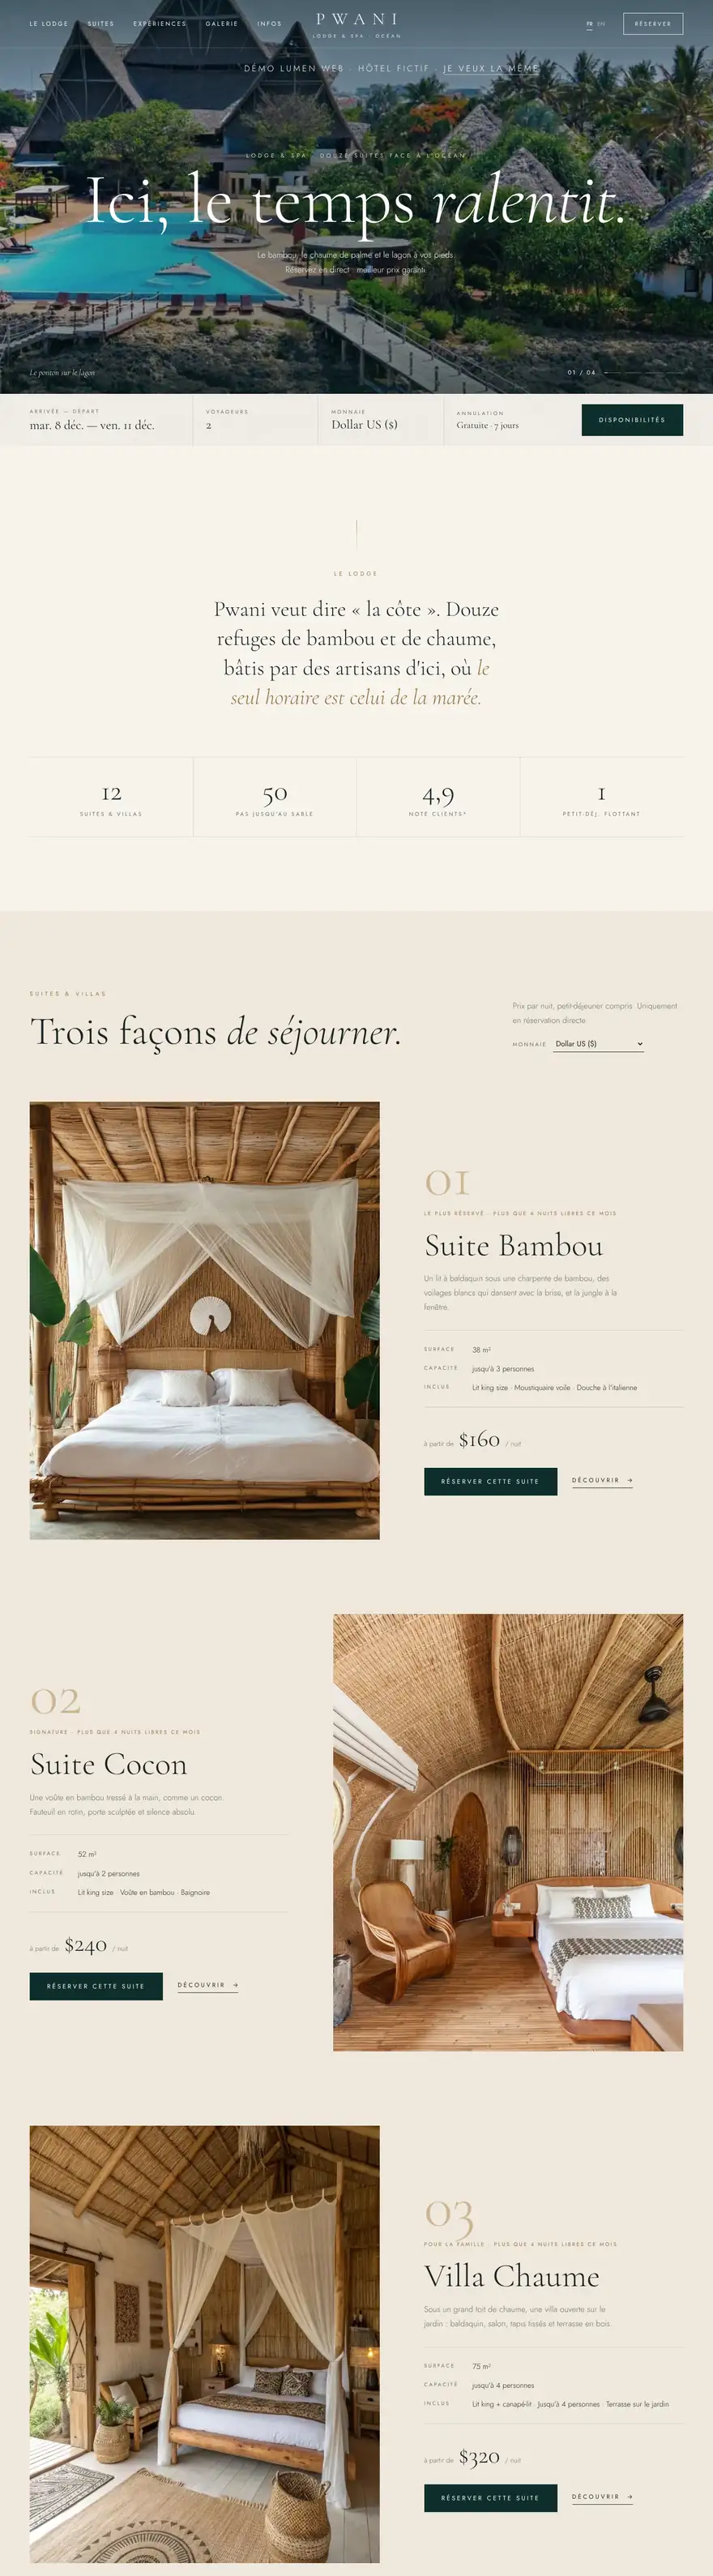 LE LODGE SUITES EXPÉRIENCES GALERIE INFOS
PWANI
LODGE & SPA · OCÉAN
FR EN
RÉSERVER
DÉMO LUMEN WEB · HÔTEL FICTIF · JE VEUX LA MÊME
LODGE & SPA · DOUZE SUITES FACE À L'OCÉAN
Ici, le temps ralentit.
Le bambou, le chaume de palme et le lagon à vos pieds.
Réservez en direct · meilleur prix garanti.
Le ponton sur le lagon
01 / 04
ARRIVÉE — DÉPART
mar. 8 déc. — ven. 11 déc.
VOYAGEURS
2
MONNAIE
Dollar US ($)
ANNULATION
Gratuite · 7 jours
DISPONIBILITÉS
LE LODGE
Pwani veut dire « la côte ». Douze
refuges de bambou et de chaume,
bâtis par des artisans d'ici, où le
seul horaire est celui de la marée.
12
SUITES & VILLAS
50
PAS JUSQU'AU SABLE
4,9
NOTE CLIENTS*
1
PETIT-DÉJ. FLOTTANT
SUITES & VILLAS
Trois façons de séjourner.
Prix par nuit, petit-déjeuner compris. Uniquement
en réservation directe.
MONNAIE Dollar US ($)
01
LE PLUS RÉSERVÉ · PLUS QUE 4 NUITS LIBRES CE MOIS
Suite Bambou
Un lit à baldaquin sous une charpente de bambou, des
voilages blancs qui dansent avec la brise, et la jungle à la
fenêtre.
SURFACE 38 m²
CAPACITÉ jusqu'à 3 personnes
INCLUS Lit king size · Moustiquaire voile · Douche à l'italienne
à partir de $160 / nuit
RÉSERVER CETTE SUITE
DÉCOUVRIR →
02
SIGNATURE · PLUS QUE 4 NUITS LIBRES CE MOIS
Suite Cocon
Une voûte en bambou tressé à la main, comme un cocon.
Fauteuil en rotin, porte sculptée et silence absolu.
SURFACE 52 m²
CAPACITÉ jusqu'à 2 personnes
INCLUS Lit king size · Voûte en bambou · Baignoire
à partir de $240 / nuit
RÉSERVER CETTE SUITE
DÉCOUVRIR →
03
POUR LA FAMILLE · PLUS QUE 4 NUITS LIBRES CE MOIS
Villa Chaume
Sous un grand toit de chaume, une villa ouverte sur le
jardin : baldaquin, salon, tapis tissés et terrasse en bois.
SURFACE 75 m²
CAPACITÉ jusqu'à 4 personnes
INCLUS Lit king + canapé-lit · Jusqu'à 4 personnes · Terrasse sur le jardin
à partir de $320 / nuit
RÉSERVER CETTE SUITE
DÉCOUVRIR →